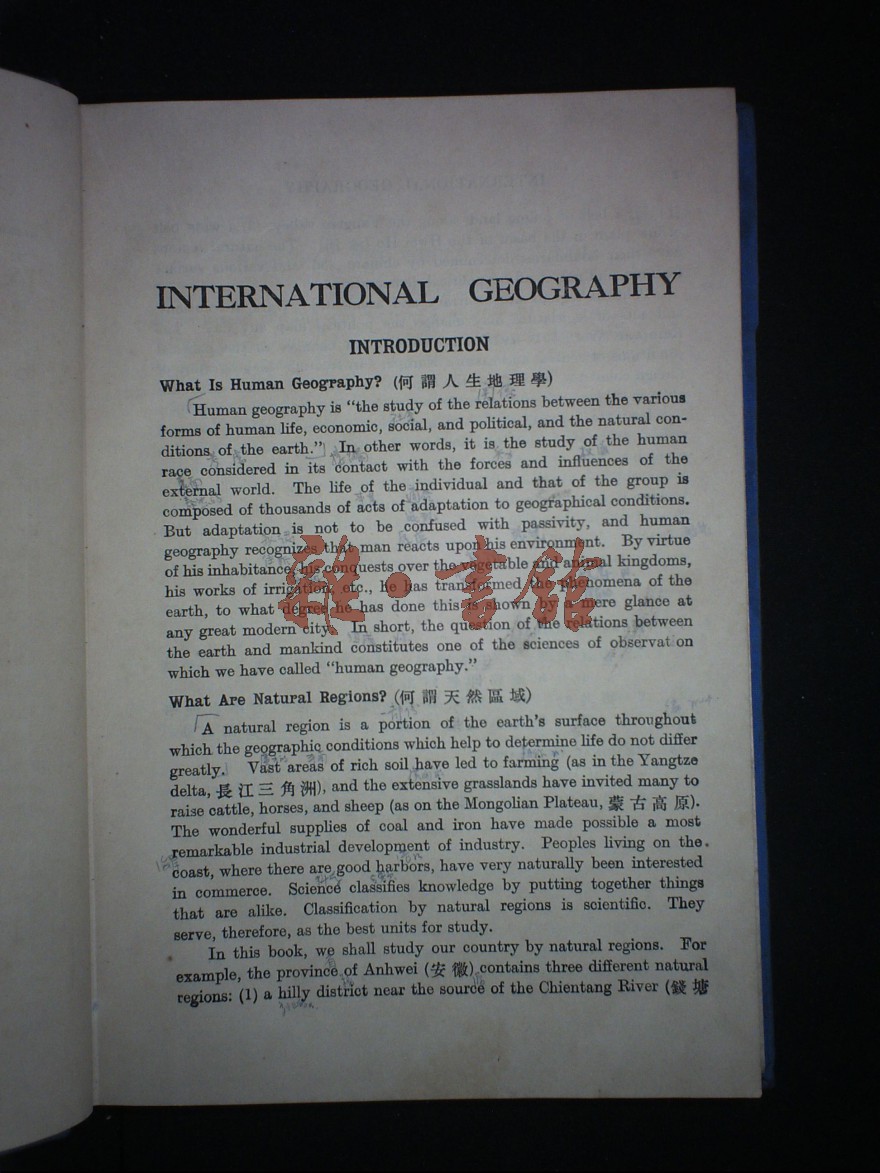 INTERNATIONAL GEOGRAPHY
INTRODUCTION
What Is Human Geography? (何謂人生地理學)
Human geography is “the study of the relations between the various
forms of human life, economic, social, and political, and the natural con-
ditions of the earth.” In other words, it is the study of the human
race considered in its contact with the forces and influences of the
external world. The life of the individual and that of the group is
composed of thousands of acts of adaptation to geographical conditions.
But adaptation is not to be confused with passivity, and human
geography recognizes that man reacts upon his environment. By virtue
of his inhabitance, his conquests over the vegetable and animal kingdoms,
his works of irrigation, etc., he has transformed the phenomena of the
earth, to what degree he has done this is shown by a mere glance at
any great modern city. In short, the question of the relations between
the earth and mankind constitutes one of the sciences of observat on
which we have called “human geography.”
What Are Natural Regions? (何謂天然區域)
A natural region is a portion of the earth's surface throughout
which the geographic conditions which help to determine life do not differ
greatly. Vast areas of rich soil have led to farming (as in the Yangtze
delta, 長江三角洲), and the extensive grasslands have invited many to
raise cattle, horses, and sheep (as on the Mongolian Plateau, 蒙古高原).
The wonderful supplies of coal and iron have made possible a most
remarkable industrial development of industry. Peoples living on the
coast, where there are good harbors, have very naturally been interested
in commerce. Science classifies knowledge by putting together things
that are alike. Classification by natural regions is scientific. They
serve, therefore, as the best units for study.
In this book, we shall study our country by natural regions. For
example, the province of Anhwei (安徽) contains three different natural
regions: (1) a hilly district near the source of the Chientang River (錢塘
雜·書館